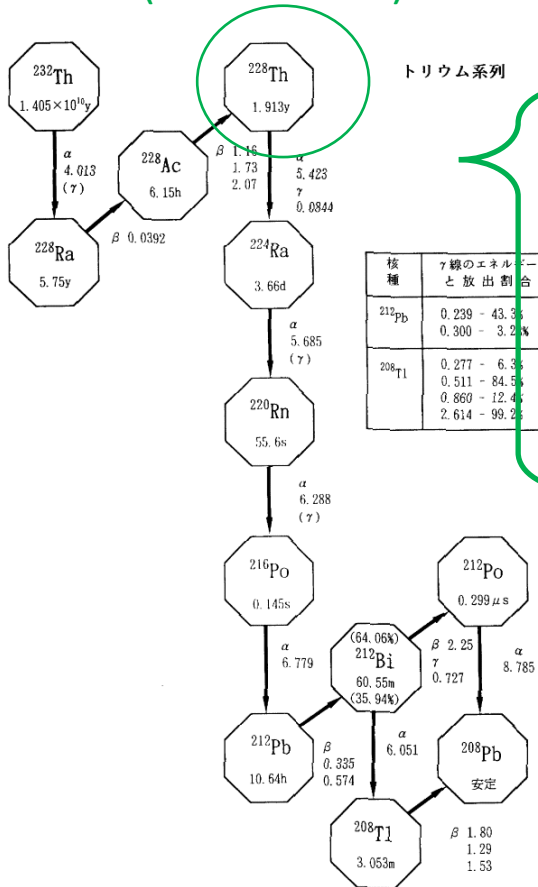 トリウム系列
232Th
1.405×10^10y
α
4.013
(γ)
228Ra
5.75y
β 0.0392
228Ac
6.15h
β 1.16
1.73
2.07
228Th
1.913y
α
5.423
γ
0.0844
224Ra
3.66d
α
5.685
(γ)
220Rn
55.6s
α
6.288
(γ)
216Po
0.145s
α
6.779
212Pb
10.64h
β
0.335
0.574
(64.06%)
212Bi
60.55m
(35.94%)
β 2.25
γ
0.727
212Po
0.299μs
α
8.785
α
6.051
208Tl
3.053m
β 1.80
1.29
1.53
208Pb
安定
核種
γ線のエネルギーと放出割合
212Pb
0.239 - 43.3%
0.300 - 3.2%
208Tl
0.277 - 6.3%
0.511 - 84.5%
0.860 - 12.4%
2.614 - 99.2%